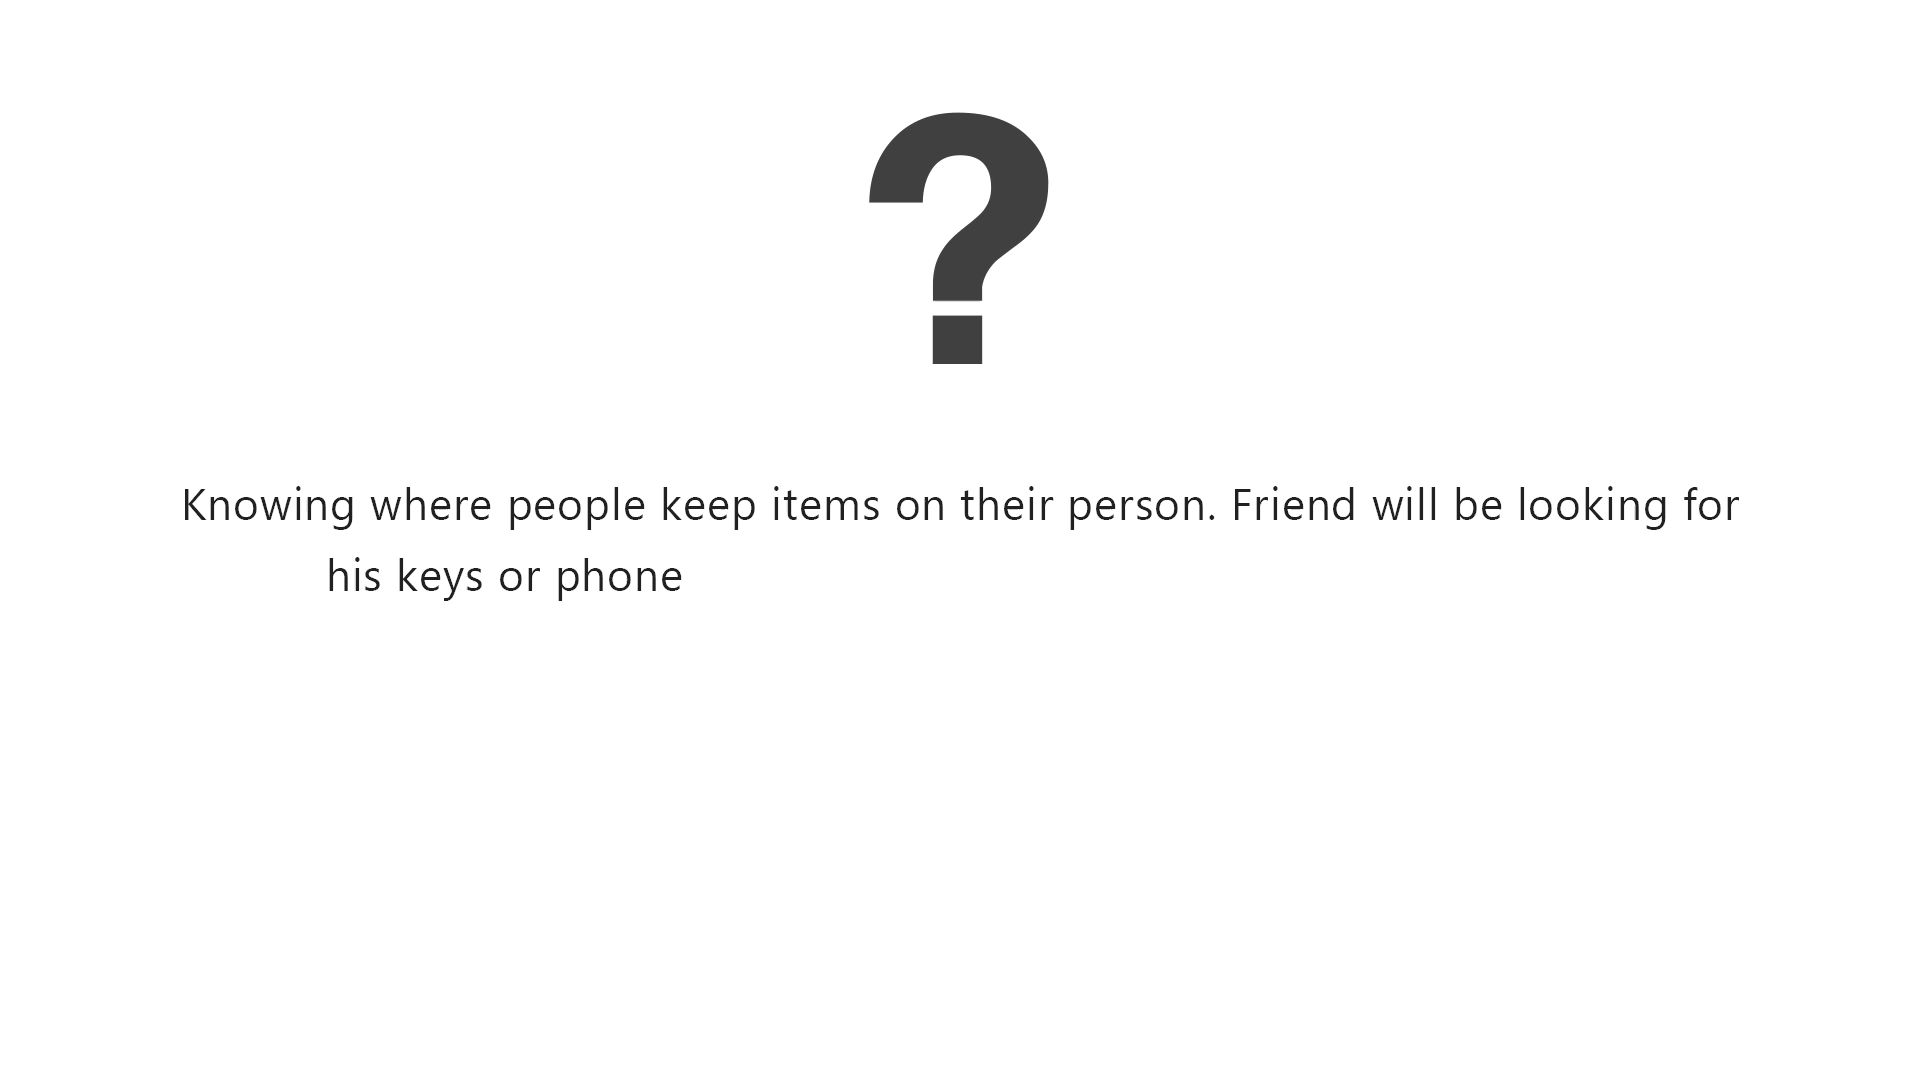 ?
Knowing where people keep items on their person. Friend will be looking for
his keys or phone